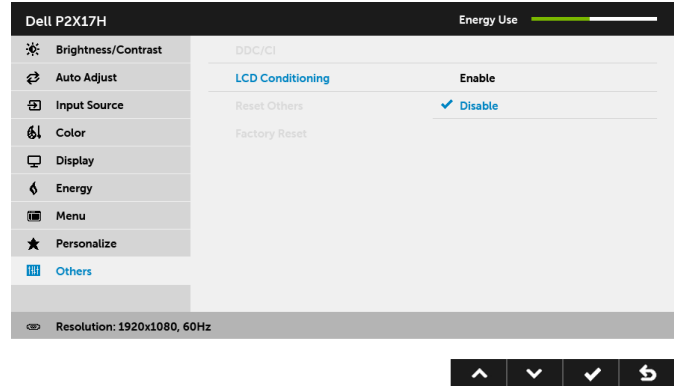 Dell P2X17H Energy Use
Brightness/Contrast DDC/CI
Auto Adjust LCD Conditioning Enable
Input Source Reset Others Disable
Color Factory Reset
Display
Energy
Menu
Personalize
Others
Resolution: 1920x1080, 60Hz